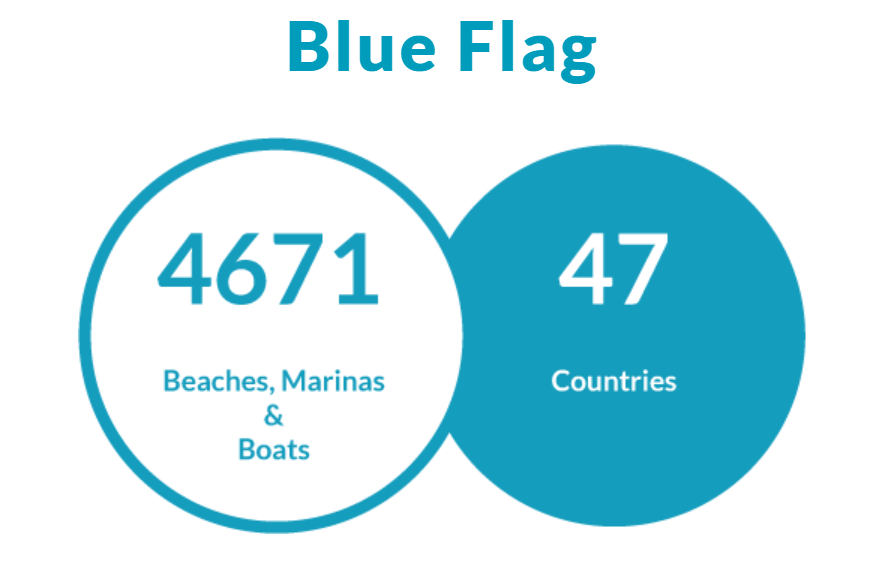 Blue Flag
4671
Beaches, Marinas
&
Boats
47
Countries